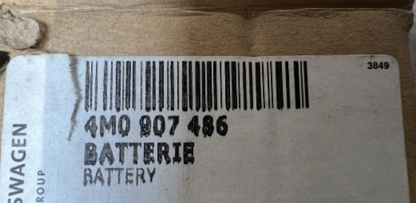 3849
4M0 907 486
BATTERIE
BATTERY
SWAGEN
ROUP